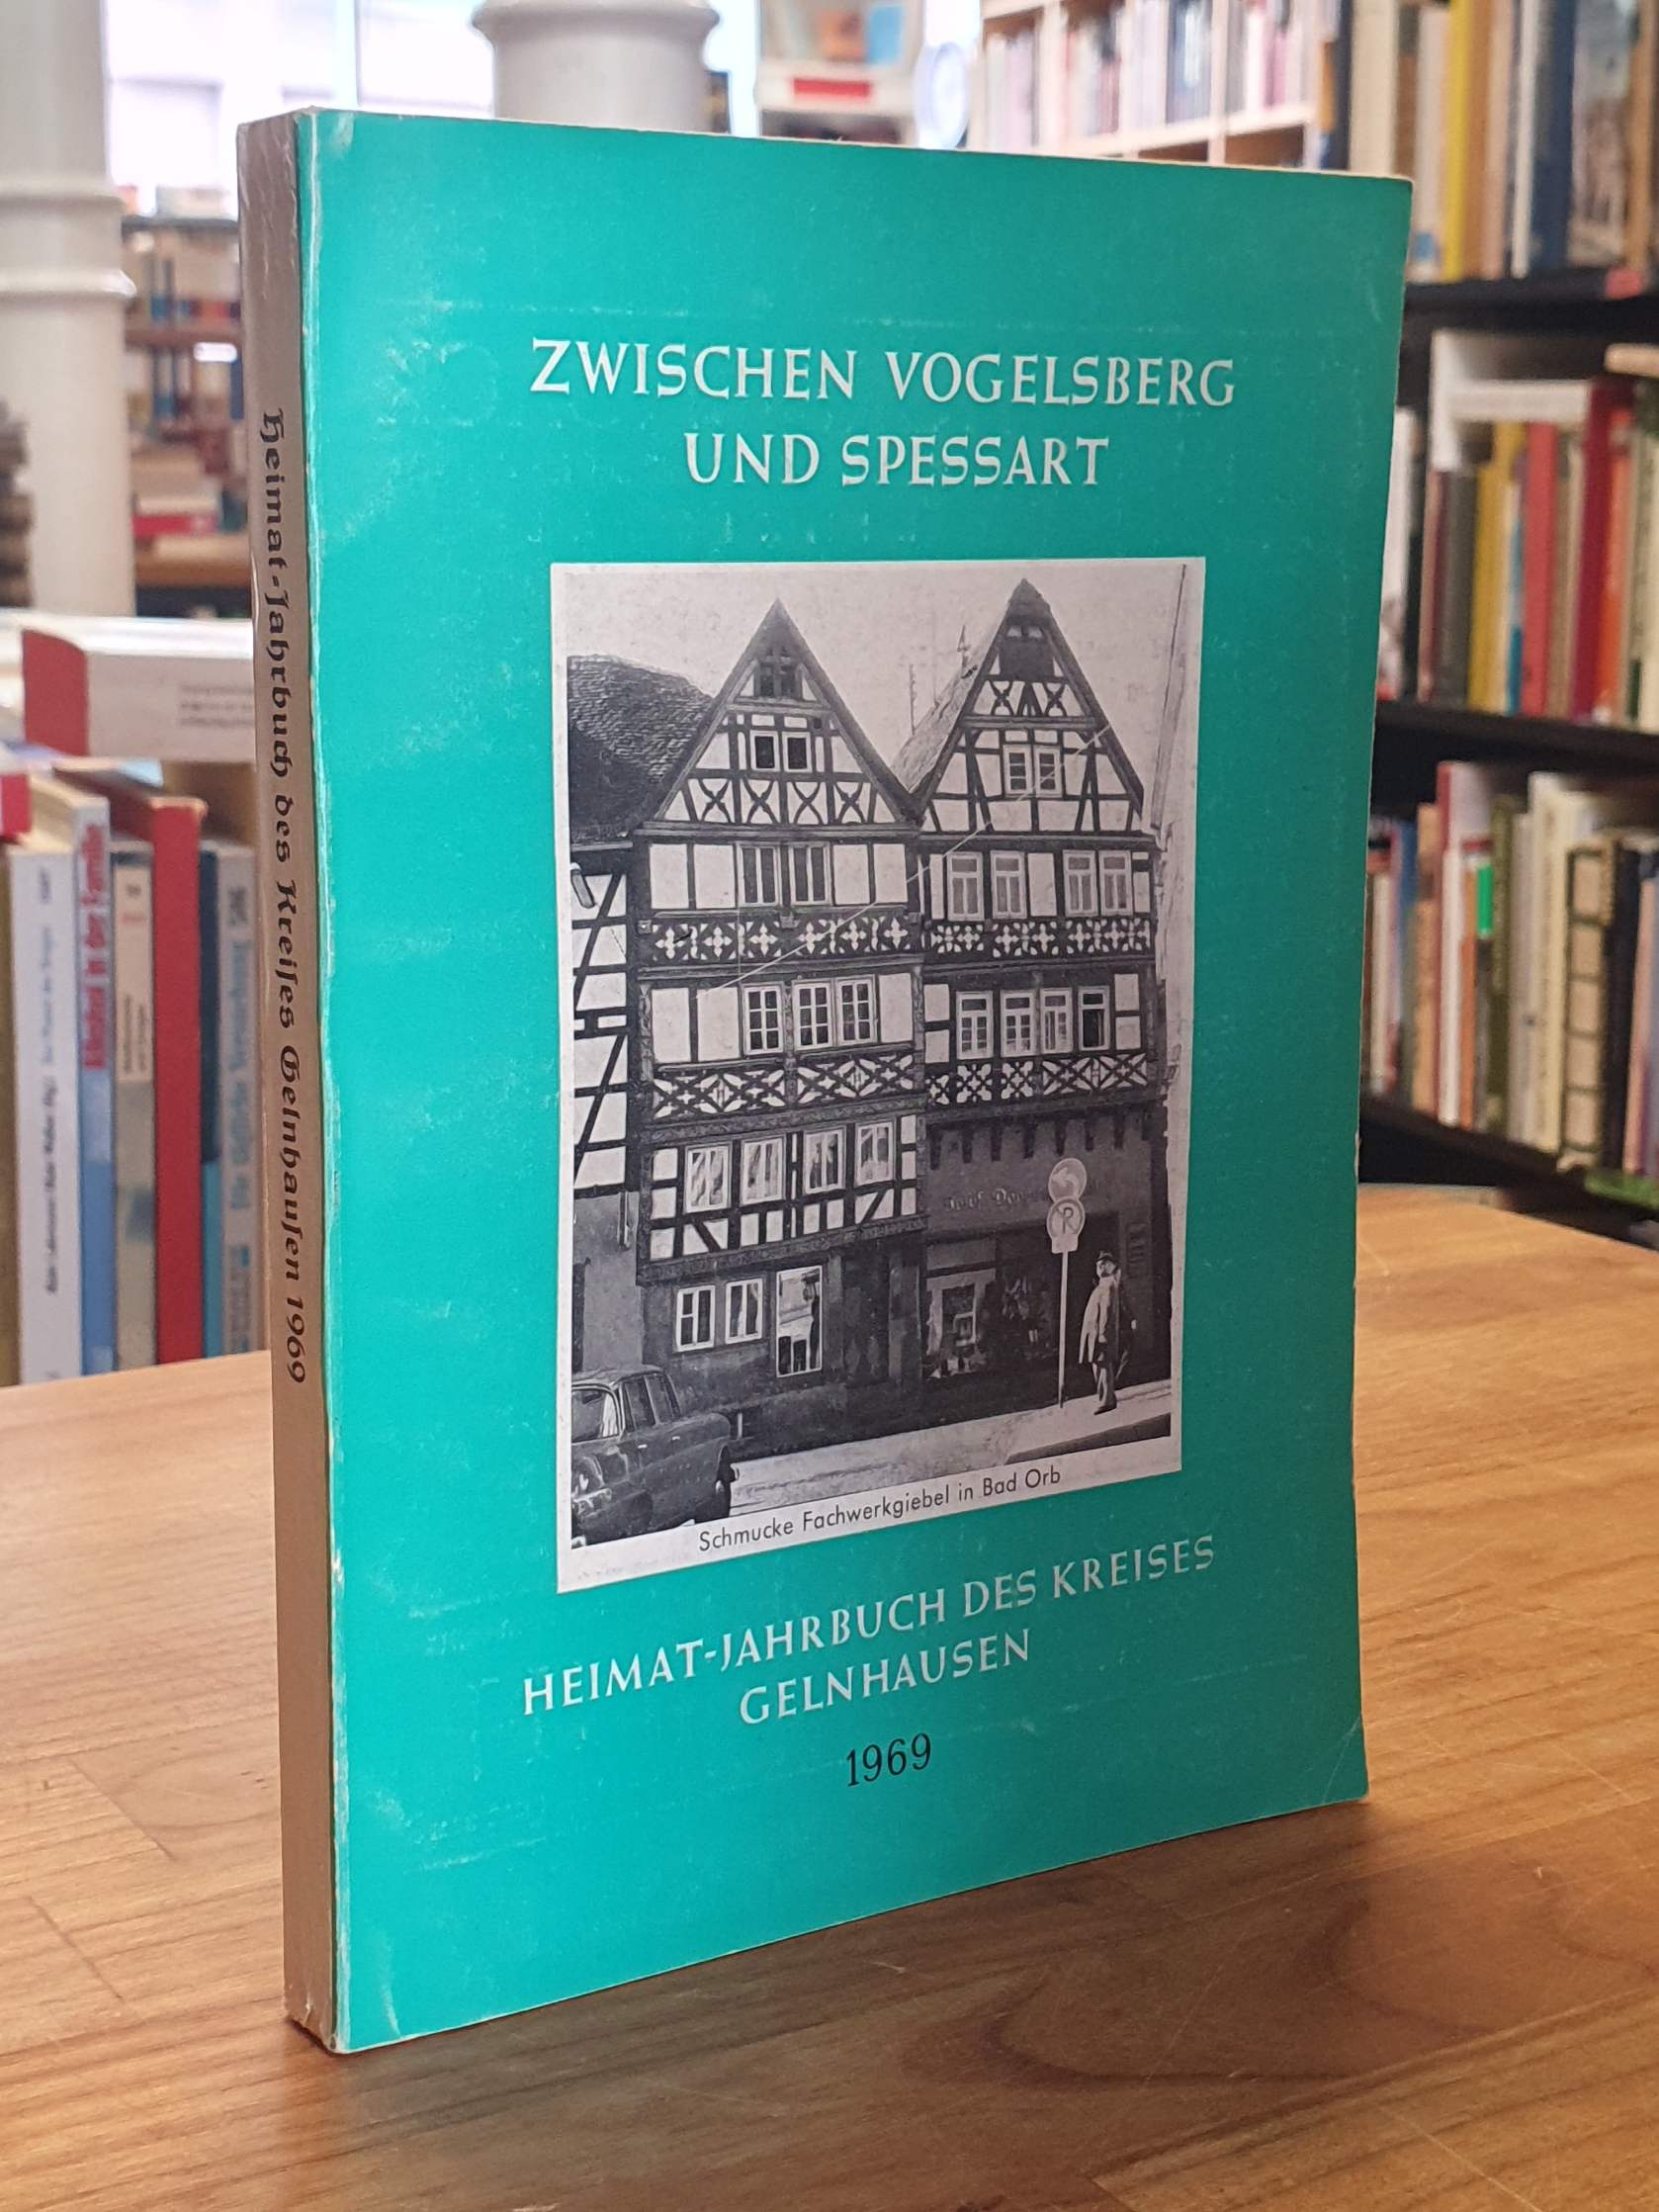 ZWISCHEN VOGELSBERG
UND SPESSART
Schmucke Fachwerkgiebel in Bad Orb
HEIMAT-JAHRBUCH DES KREISES
GELNHAUSEN
1969
Heimat-Jahrbuch des Kreiſes Gelnhauſen 1969